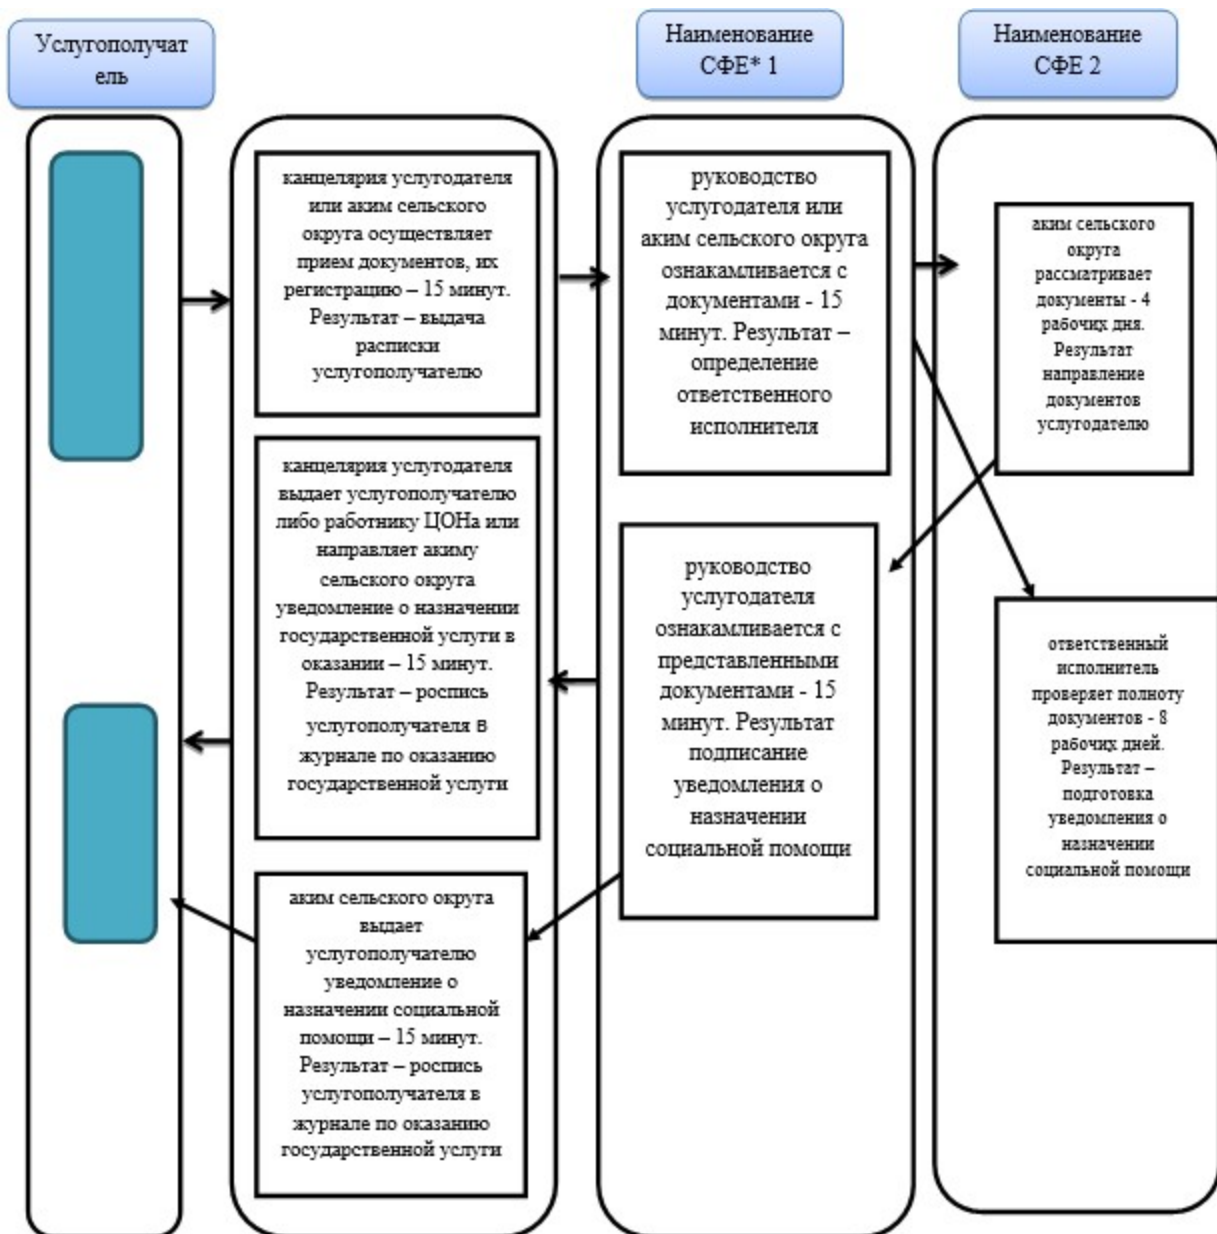 Услугополучат
ель
Наименование
СФЕ* 1
Наименование
СФЕ 2
канцелярия услугодателя
или аким сельского
округа осуществляет
прием документов, их
регистрацию – 15 минут.
Результат – выдача
расписки
услугополучателю
канцелярия услугодателя
выдает услугополучателю
либо работнику ЦОНа или
направляет акиму
сельского округа
уведомление о назначении
государственной услуги в
оказании – 15 минут.
Результат – роспись
услугополучателя в
журнале по оказанию
государственной услуги
аким сельского округа
выдает
услугополучателю
уведомление о
назначении социальной
помощи – 15 минут.
Результат – роспись
услугополучателя в
журнале по оказанию
государственной услуги
руководство
услугодателя или
аким сельского округа
ознакамливается с
документами - 15
минут. Результат –
определение
ответственного
исполнителя
руководство
услугодателя
ознакамливается с
представленными
документами - 15
минут. Результат
подписание
уведомления о
назначении
социальной помощи
аким сельского
округа
рассматривает
документы - 4
рабочих дня.
Результат
направление
документов
услугодателю
ответственный
исполнитель
проверяет полноту
документов - 8
рабочих дней.
Результат –
подготовка
уведомления о
назначении
социальной помощи